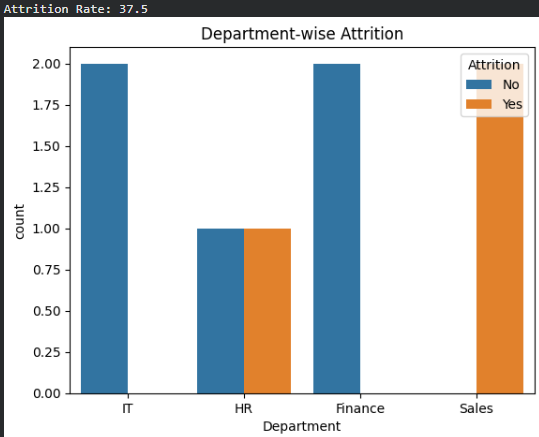 Attrition Rate: 37.5
Department-wise Attrition
Attrition
No
Yes
2.00
1.75
1.50
1.25
1.00
0.75
0.50
0.25
0.00
count
IT HR Finance Sales
Department